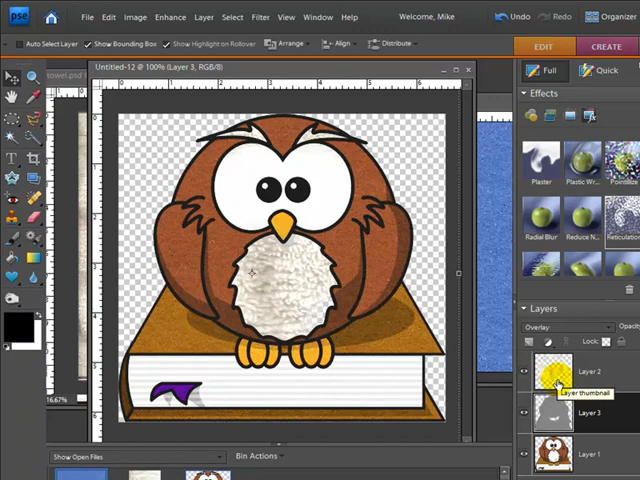 pse File Edit Image Enhance Layer Select Filter View Window Help Welcome, Mike Undo Redo Organizer
Auto Select Layer Show Bounding Box Show Highlight on Rollover Arrange Align Distribute EDIT CREATE
towel.psd Untitled-12 @ 100% (Layer 3, RGB/8) Full Quick
Effects
Plaster Plastic Wr... Pointillize
Radial Blur Reduce N... Reticulation
Layers
Overlay Opacity
Lock:
Layer 2
Layer thumbnail
Layer 3
Layer 1
16.67%
Show Open Files Bin Actions